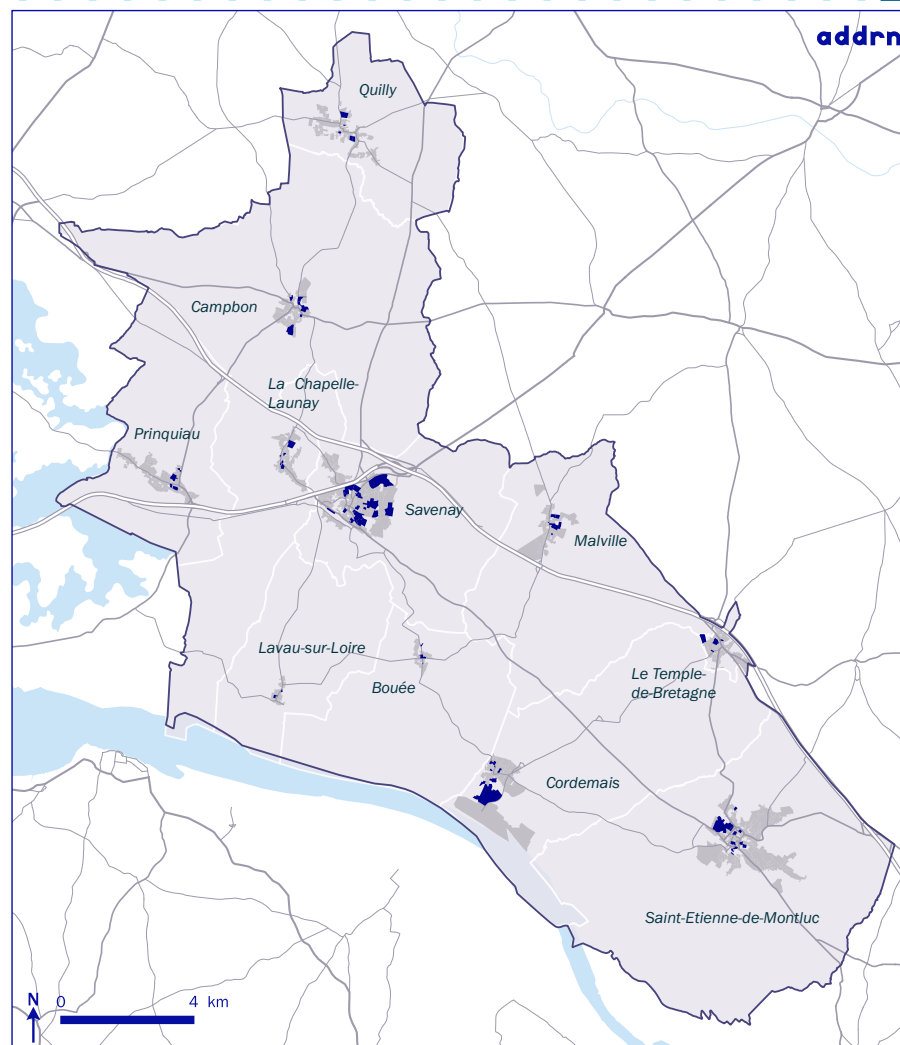 addrn
Quilly
Campbon
La Chapelle-
Launay
Prinquiau
Savenay
Malville
Lavau-sur-Loire
Bouée
Le Temple-
de-Bretagne
Cordemais
Saint-Etienne-de-Montluc
N 0 4 km